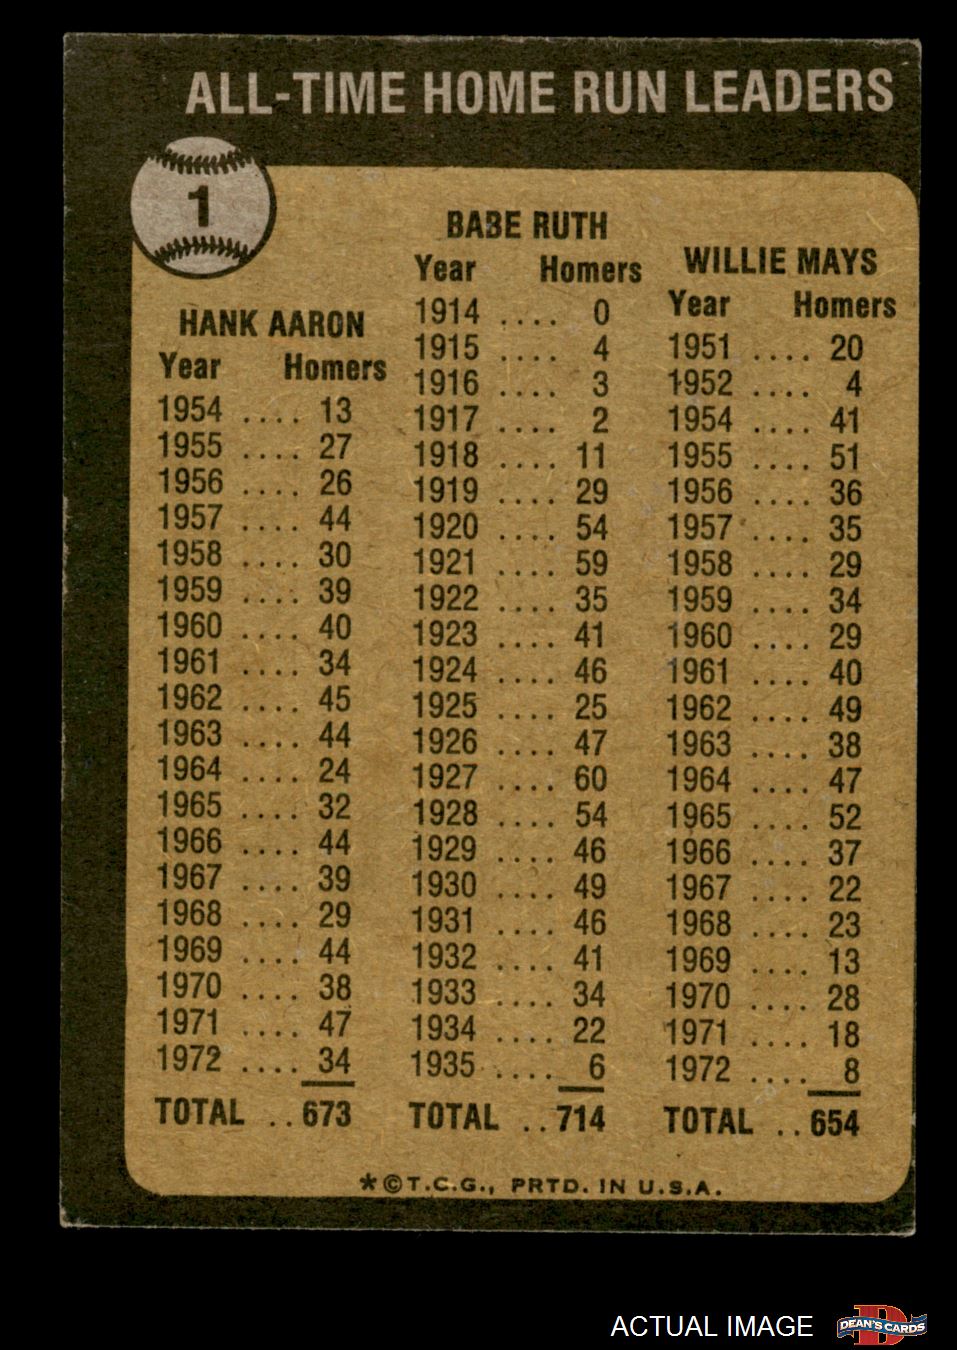 ALL-TIME HOME RUN LEADERS
1
HANK AARON
Year Homers
1954 .... 13
1955 .... 27
1956 .... 26
1957 .... 44
1958 .... 30
1959 .... 39
1960 .... 40
1961 .... 34
1962 .... 45
1963 .... 44
1964 .... 24
1965 .... 32
1966 .... 44
1967 .... 39
1968 .... 29
1969 .... 44
1970 .... 38
1971 .... 47
1972 .... 34
TOTAL .. 673
BABE RUTH
Year Homers
1914 .... 0
1915 .... 4
1916 .... 3
1917 .... 2
1918 .... 11
1919 .... 29
1920 .... 54
1921 .... 59
1922 .... 35
1923 .... 41
1924 .... 46
1925 .... 25
1926 .... 47
1927 .... 60
1928 .... 54
1929 .... 46
1930 .... 49
1931 .... 46
1932 .... 41
1933 .... 34
1934 .... 22
1935 .... 6
TOTAL .. 714
WILLIE MAYS
Year Homers
1951 .... 20
1952 .... 4
1954 .... 41
1955 .... 51
1956 .... 36
1957 .... 35
1958 .... 29
1959 .... 34
1960 .... 29
1961 .... 40
1962 .... 49
1963 .... 38
1964 .... 47
1965 .... 52
1966 .... 37
1967 .... 22
1968 .... 23
1969 .... 13
1970 .... 28
1971 .... 18
1972 .... 8
TOTAL .. 654
*©T.C.G., PRTD. IN U.S.A.
ACTUAL IMAGE
D
DEAN'S CARDS